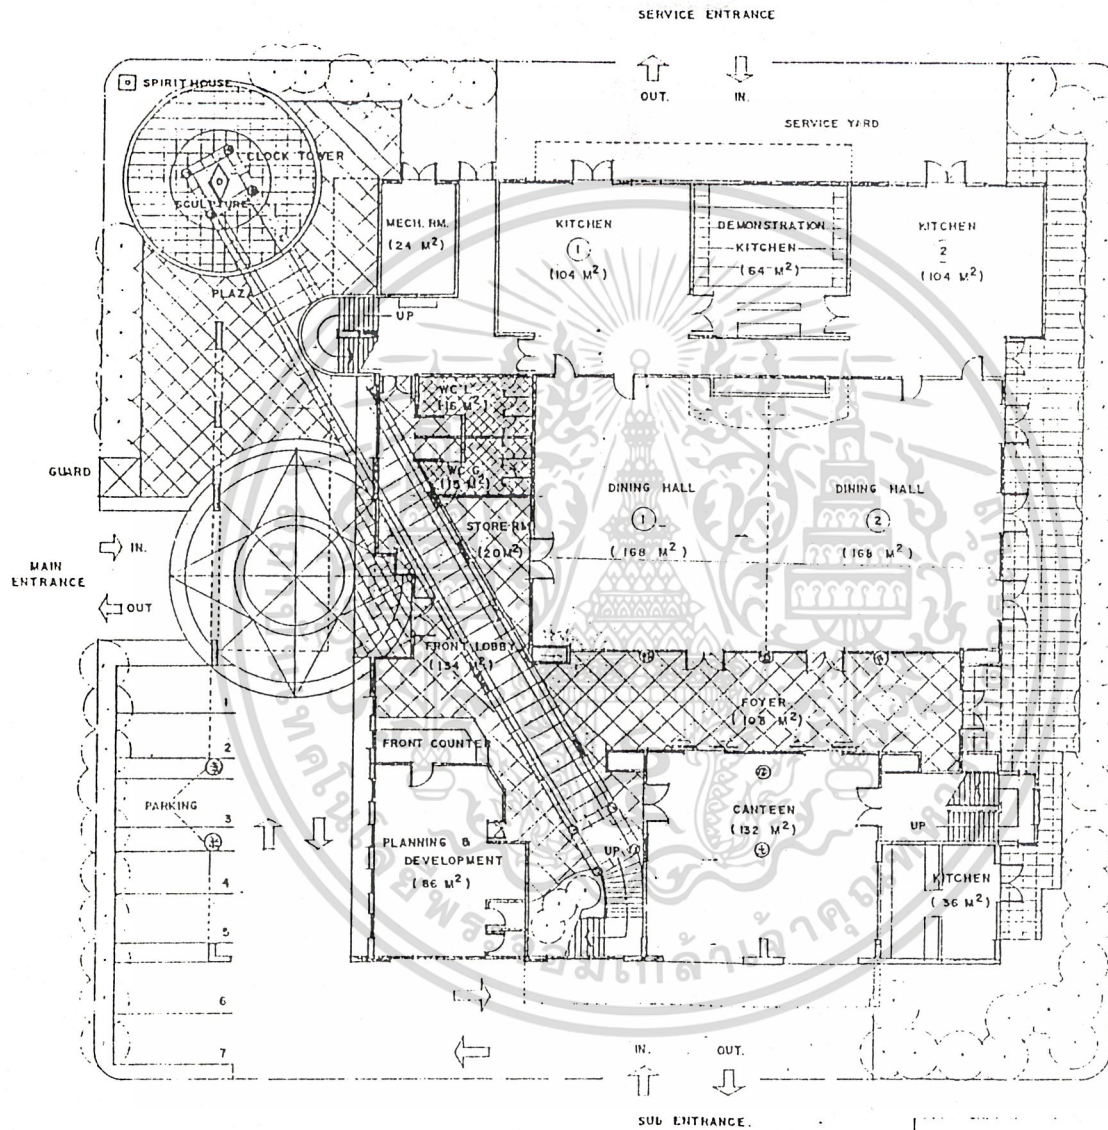 SERVICE ENTRANCE
OUT.
IN.
SPIRIT HOUSE
SERVICE YARD
CLOCK TOWER
SCULPTURE
MECH. RM.
(24 M²)
KITCHEN
1
(104 M²)
DEMONSTRATION
KITCHEN
(64 M²)
KITCHEN
2
(104 M²)
PLAZA
UP
WC
WC
GUARD
STORE RM
(20 M²)
DINING HALL
1
(168 M²)
DINING HALL
2
(168 M²)
IN.
MAIN
ENTRANCE
OUT
FRONT LOBBY
(134 M²)
FOYER
(108 M²)
1
2
3
4
5
6
7
PARKING
FRONT COUNTER
PLANNING &
DEVELOPMENT
(86 M²)
CANTEEN
(132 M²)
UP
UP
KITCHEN
(36 M²)
IN.
OUT.
SUB ENTRANCE.